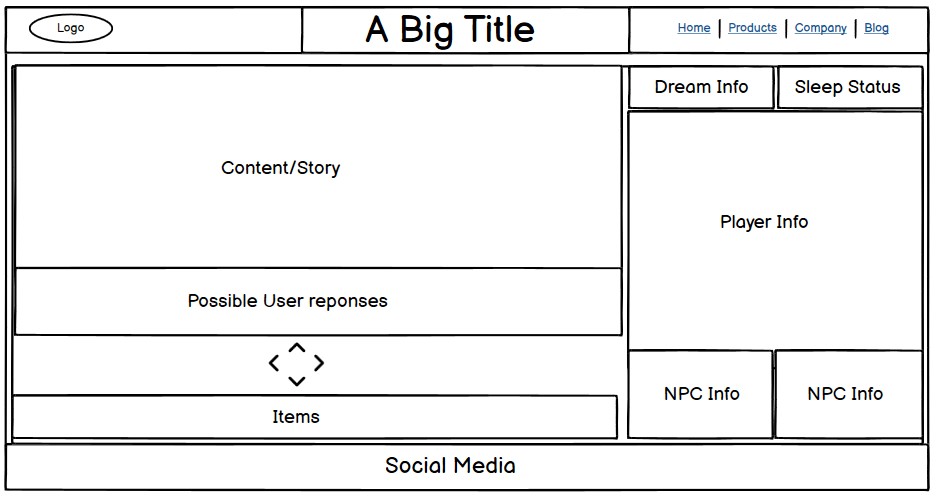 Logo
A Big Title
Home | Products | Company | Blog
Dream Info
Sleep Status
Content/Story
Player Info
Possible User reponses
NPC Info
NPC Info
Items
Social Media